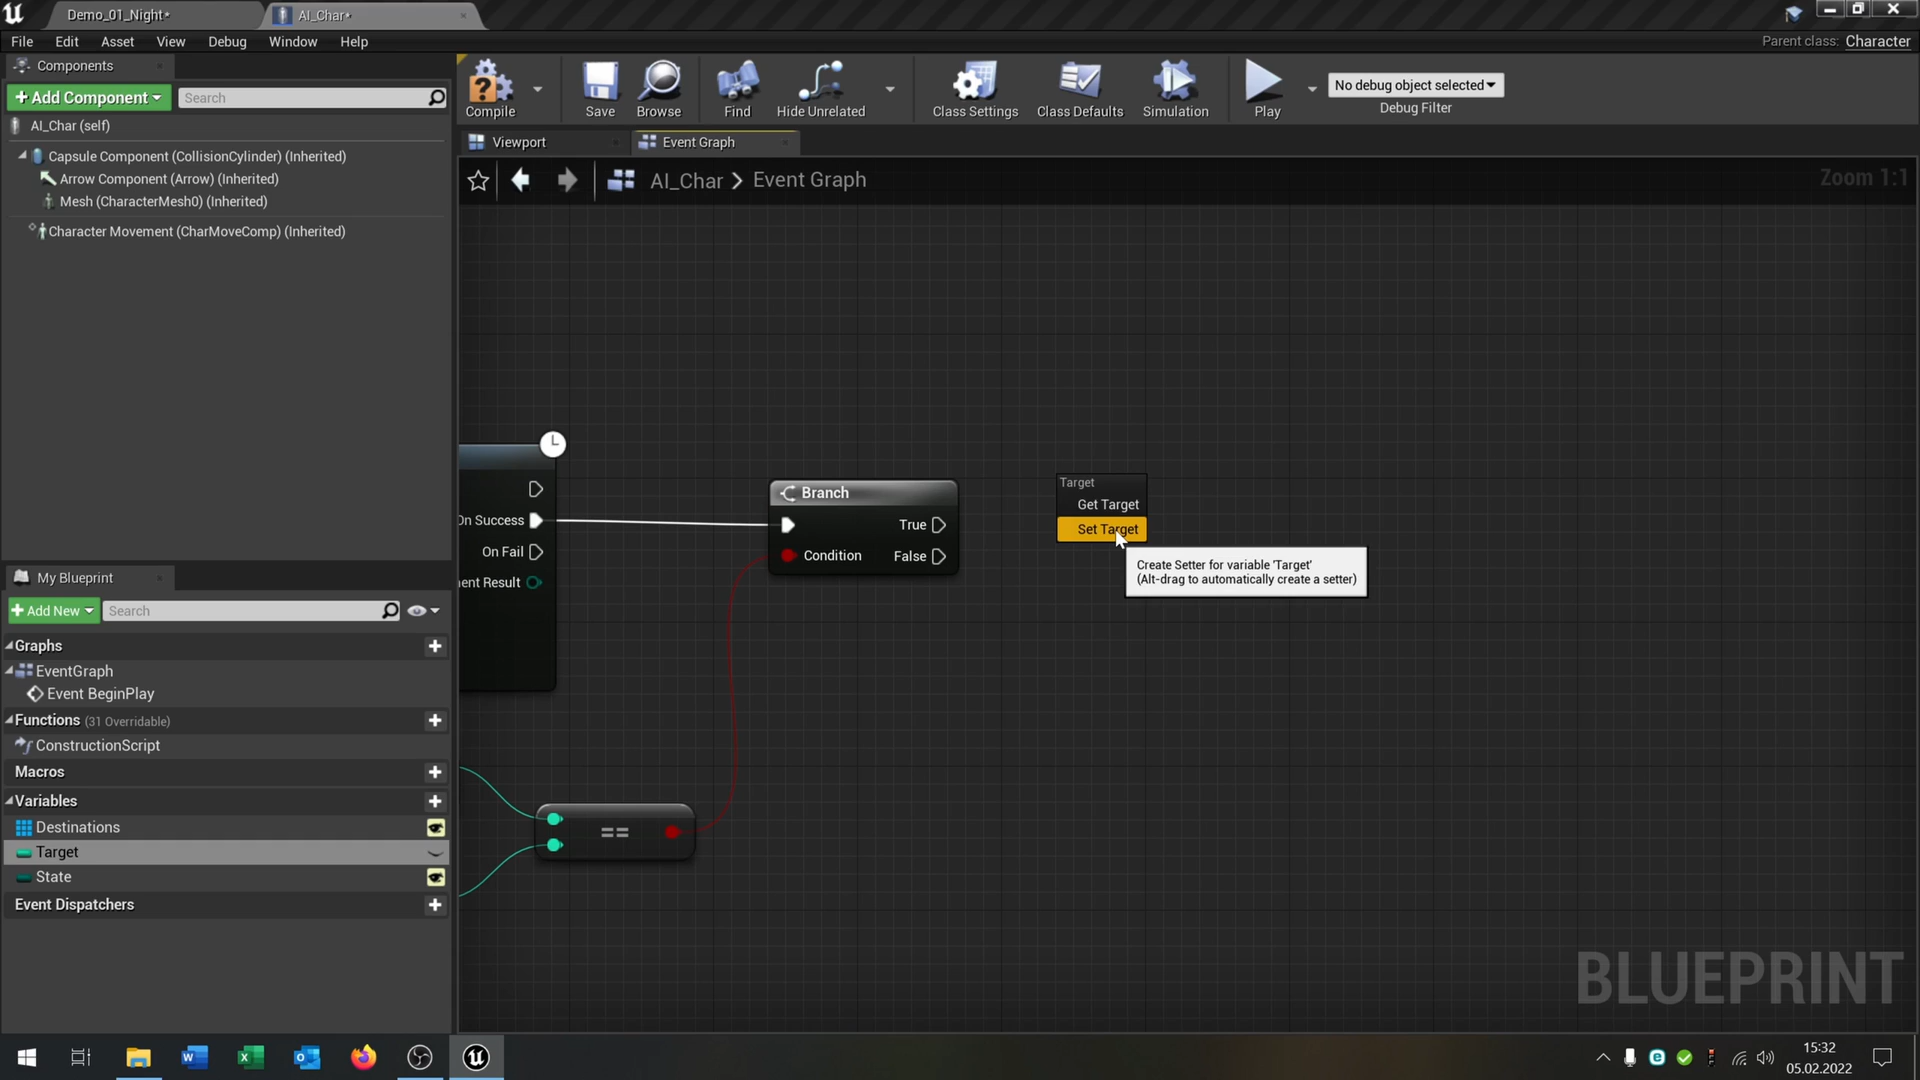 Demo_01_Night*
AI_Char*
File Edit Asset View Debug Window Help
Parent class: Character
Components
+Add Component
Search
AI_Char (self)
Capsule Component (CollisionCylinder) (Inherited)
Arrow Component (Arrow) (Inherited)
Mesh (CharacterMesh0) (Inherited)
Character Movement (CharMoveComp) (Inherited)
Compile
Save
Browse
Find
Hide Unrelated
Class Settings
Class Defaults
Simulation
Play
No debug object selected
Debug Filter
Viewport
Event Graph
AI_Char > Event Graph
Zoom 1:1
On Success
On Fail
ent Result
Branch
True
Condition
False
Target
Get Target
Set Target
Create Setter for variable 'Target'
(Alt-drag to automatically create a setter)
==
BLUEPRINT
My Blueprint
+Add New
Search
Graphs
EventGraph
Event BeginPlay
Functions (31 Overridable)
ConstructionScript
Macros
Variables
Destinations
Target
State
Event Dispatchers
15:32
05.02.2022